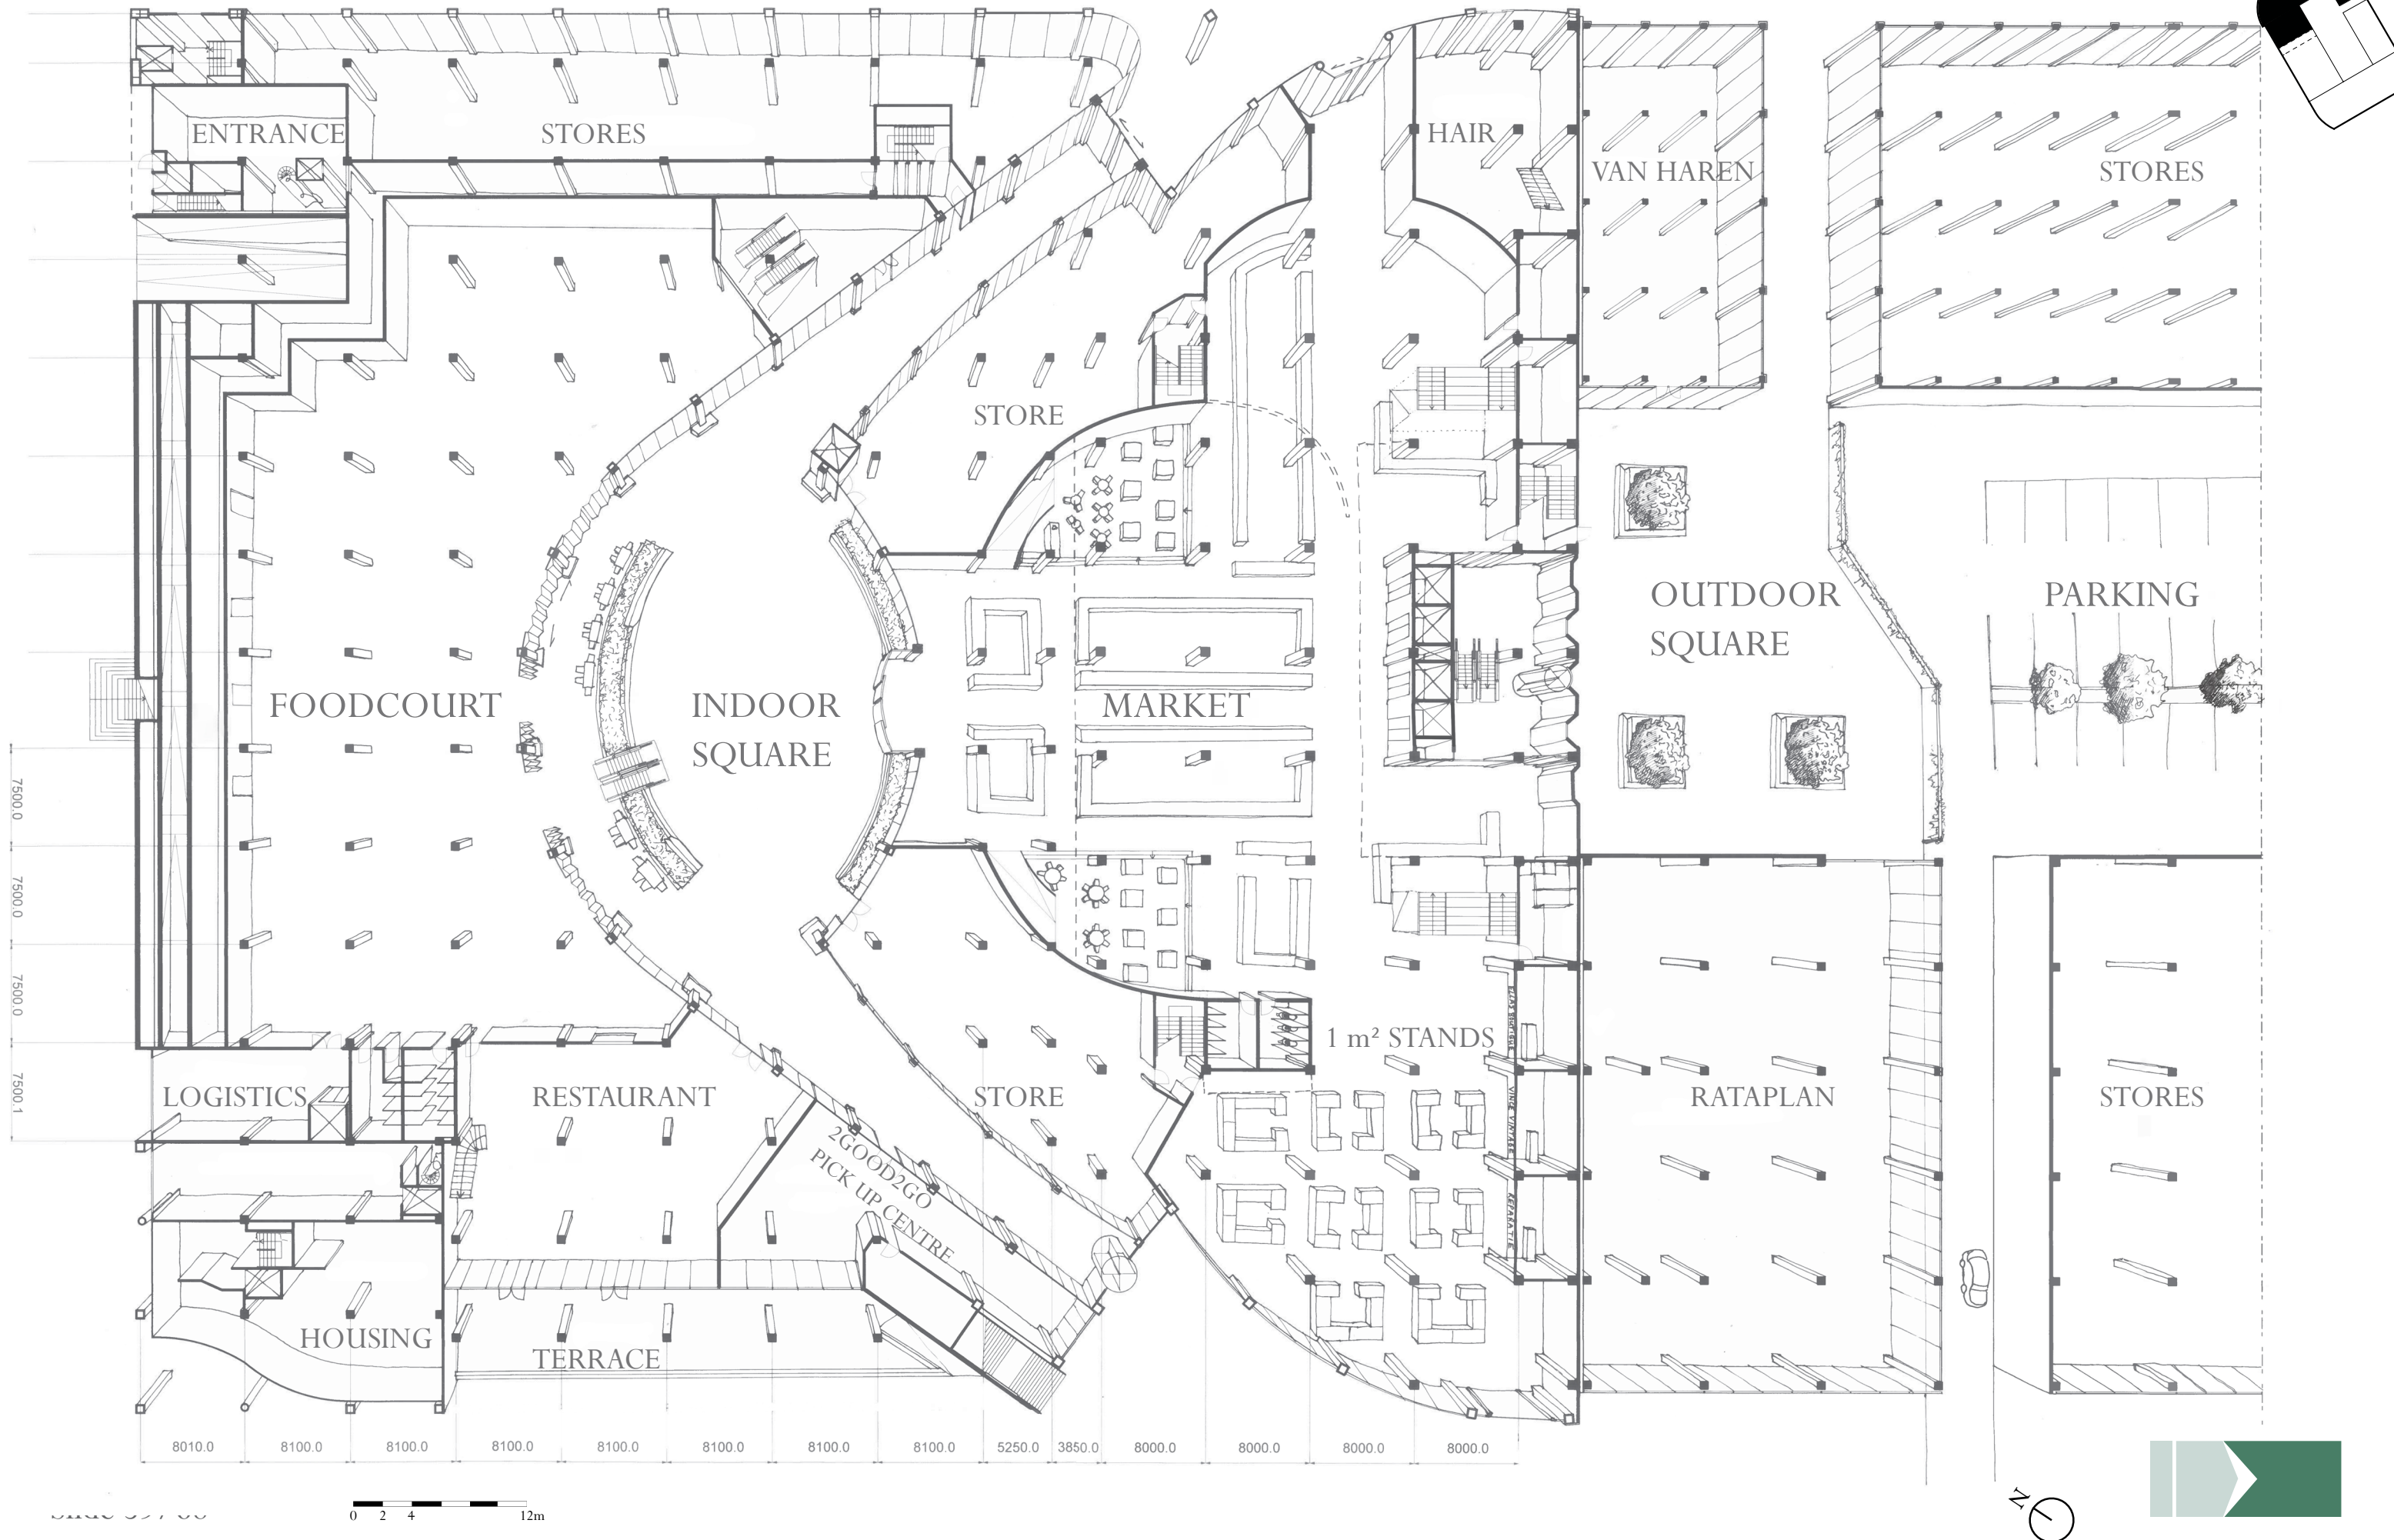 ENTRANCE
STORES
HAIR
VAN HAREN
STORES
STORE
OUTDOOR
SQUARE
PARKING
FOODCOURT
INDOOR
SQUARE
MARKET
7500.0
7500.0
7500.0
7500.1
LOGISTICS
RESTAURANT
STORE
1 m² STANDS
RATAPLAN
STORES
2GOOD2GO
PICK UP CENTRE
VINCE VINTAGE
REPARATIE
HOUSING
TERRACE
8010.0
8100.0
8100.0
8100.0
8100.0
8100.0
8100.0
8100.0
5250.0
3850.0
8000.0
8000.0
8000.0
8000.0
0 2 4 12m
N